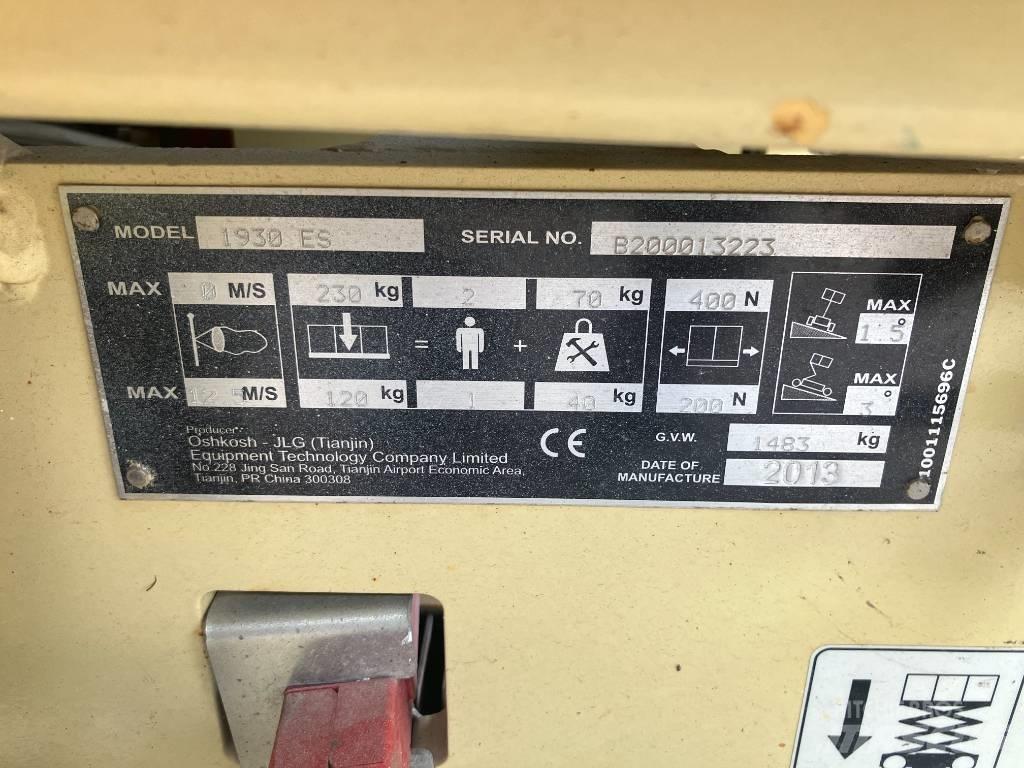 MODEL 1930 ES SERIAL NO. B200013223
MAX 0 M/S 230 kg 2 70 kg 400 N MAX 1.5°
= +
MAX 12.5 M/S 120 kg 1 40 kg 200 N MAX 3°
Producer:
Oshkosh - JLG (Tianjin)
Equipment Technology Company Limited
No.228 Jing San Road, Tianjin Airport Economic Area,
Tianjin, PR China 300308
CE
G.V.W. 1483 kg
DATE OF MANUFACTURE 2013
1001115696C